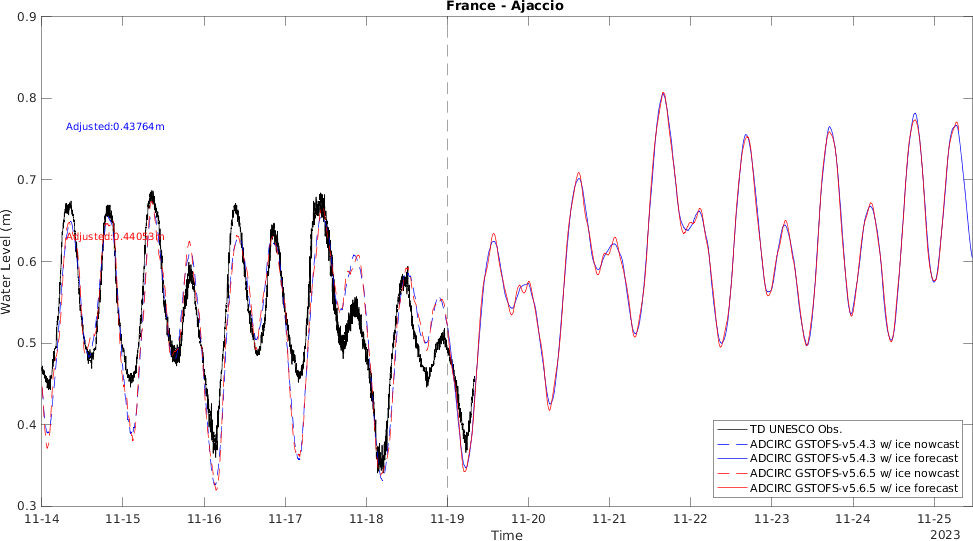 France - Ajaccio
0.9
0.8
0.7
0.6
0.5
0.4
0.3
Water Level (m)
Adjusted:0.43764m
Adjusted:0.44053m
TD UNESCO Obs.
ADCIRC GSTOFS-v5.4.3 w/ ice nowcast
ADCIRC GSTOFS-v5.4.3 w/ ice forecast
ADCIRC GSTOFS-v5.6.5 w/ ice nowcast
ADCIRC GSTOFS-v5.6.5 w/ ice forecast
11-14 11-15 11-16 11-17 11-18 11-19 11-20 11-21 11-22 11-23 11-24 11-25
2023
Time